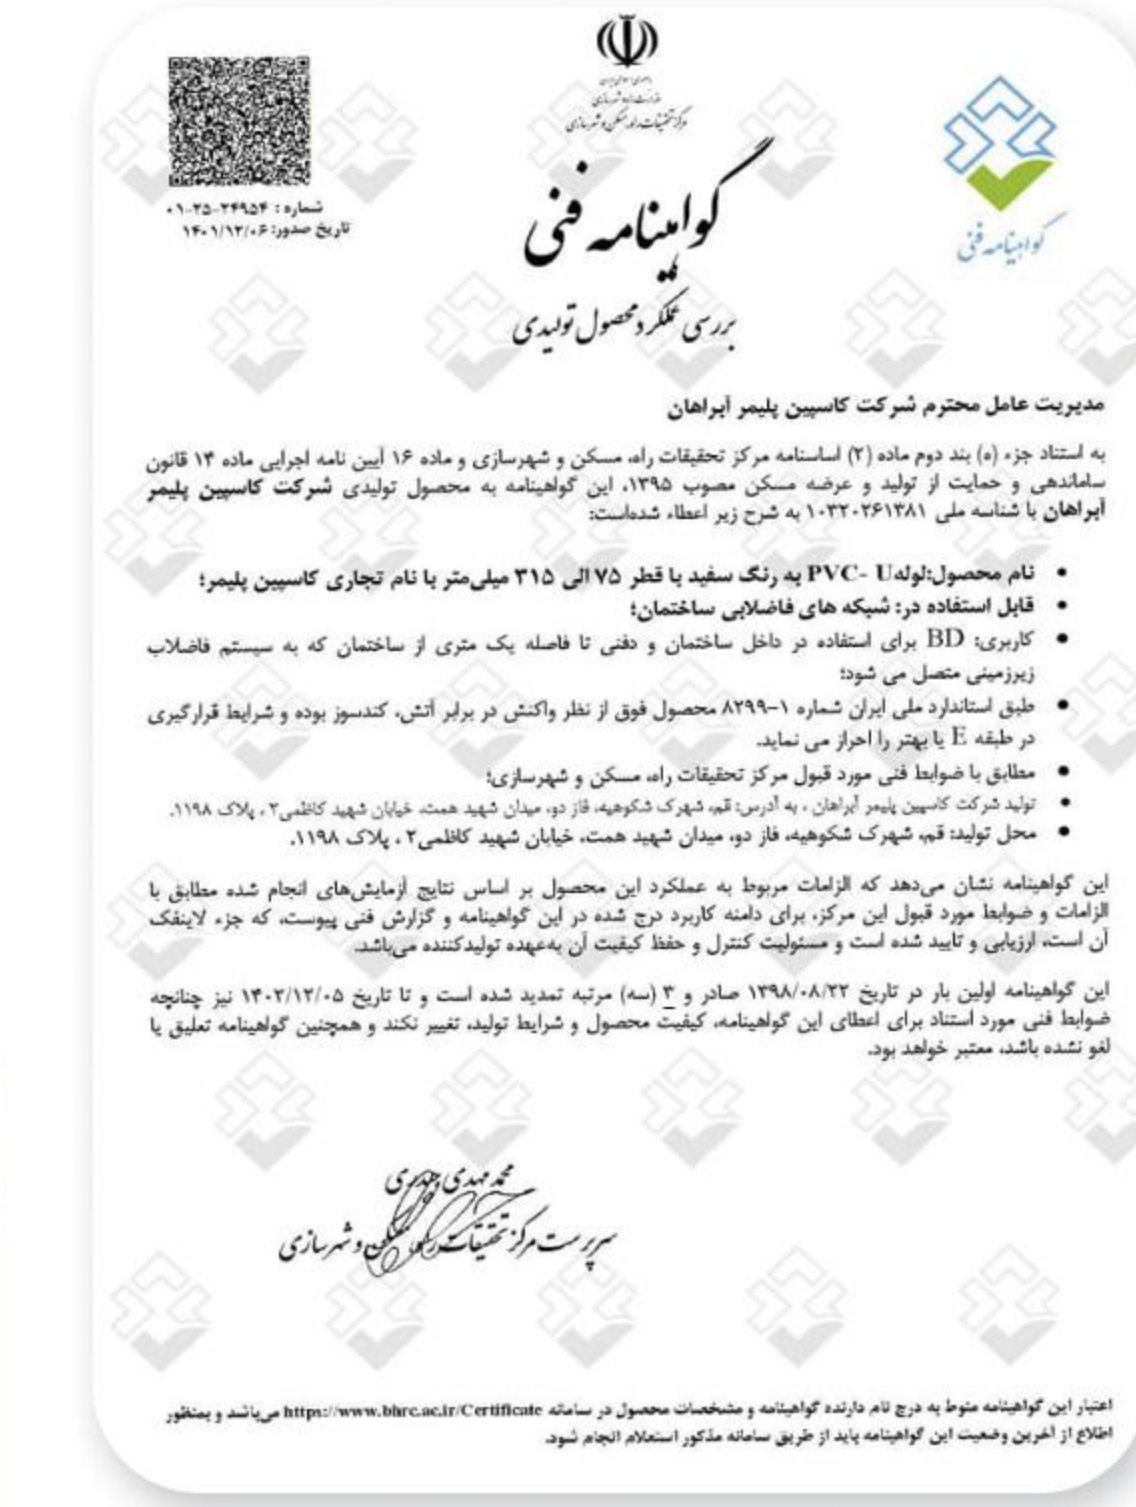 جمهوری اسلامی ایران
وزارت راه و شهرسازی
مرکز تحقیقات راه، مسکن و شهرسازی
گواهینامه فنی
بررسی عملکرد محصول تولیدی
شماره : ۲۴۹۵۴-۲۵-۰۱
تاریخ صدور: ۱۴۰۱/۱۲/۰۶
گواهینامه فنی
مدیریت عامل محترم شرکت کاسپین پلیمر آبراهان
به استناد جزء (ه) بند دوم ماده (۲) اساسنامه مرکز تحقیقات راه، مسکن و شهرسازی و ماده ۱۶ آیین نامه اجرایی ماده ۱۴ قانون
ساماندهی و حمایت از تولید و عرضه مسکن مصوب ۱۳۹۵، این گواهینامه به محصول تولیدی شرکت کاسپین پلیمر
آبراهان با شناسه ملی ۱۰۳۲۰۲۶۱۳۸۱ به شرح زیر اعطاء شده‌است:
• نام محصول:لوله PVC- U به رنگ سفید با قطر ۷۵ الی ۳۱۵ میلی‌متر با نام تجاری کاسپین پلیمر؛
• قابل استفاده در: شبکه های فاضلابی ساختمان؛
• کاربری: BD برای استفاده در داخل ساختمان و دفنی تا فاصله یک متری از ساختمان که به سیستم فاضلاب
زیرزمینی متصل می شود؛
• طبق استاندارد ملی ایران شماره ۱-۸۲۹۹ محصول فوق از نظر واکنش در برابر آتش، کندسوز بوده و شرایط قرارگیری
در طبقه E یا بهتر را احراز می نماید.
• مطابق با ضوابط فنی مورد قبول مرکز تحقیقات راه، مسکن و شهرسازی؛
• تولید شرکت کاسپین پلیمر آبراهان ، به آدرس: قم، شهرک شکوهیه، فاز دو، میدان شهید همت، خیابان شهید کاظمی۲ ، پلاک ۱۱۹۸.
• محل تولید: قم، شهرک شکوهیه، فاز دو، میدان شهید همت، خیابان شهید کاظمی۲ ، پلاک ۱۱۹۸.
این گواهینامه نشان می‌دهد که الزامات مربوط به عملکرد این محصول بر اساس نتایج آزمایش‌های انجام شده مطابق با
الزامات و ضوابط مورد قبول این مرکز، برای دامنه کاربرد درج شده در این گواهینامه و گزارش فنی پیوست، که جزء لاینفک
آن است، ارزیابی و تایید شده است و مسئولیت کنترل و حفظ کیفیت آن به‌عهده تولیدکننده می‌باشد.
این گواهینامه اولین بار در تاریخ ۱۳۹۸/۰۸/۲۲ صادر و ۳ (سه) مرتبه تمدید شده است و تا تاریخ ۱۴۰۲/۱۲/۰۵ نیز چنانچه
ضوابط فنی مورد استناد برای اعطای این گواهینامه، کیفیت محصول و شرایط تولید، تغییر نکند و همچنین گواهینامه تعلیق یا
لغو نشده باشد، معتبر خواهد بود.
محمد مهدی حیدری
سرپرست مرکز تحقیقات راه، مسکن و شهرسازی
اعتبار این گواهینامه منوط به درج نام دارنده گواهینامه و مشخصات محصول در سامانه https://www.bhrc.ac.ir/Certificate می‌باشد و بمنظور
اطلاع از آخرین وضعیت این گواهینامه باید از طریق سامانه مذکور استعلام انجام شود.